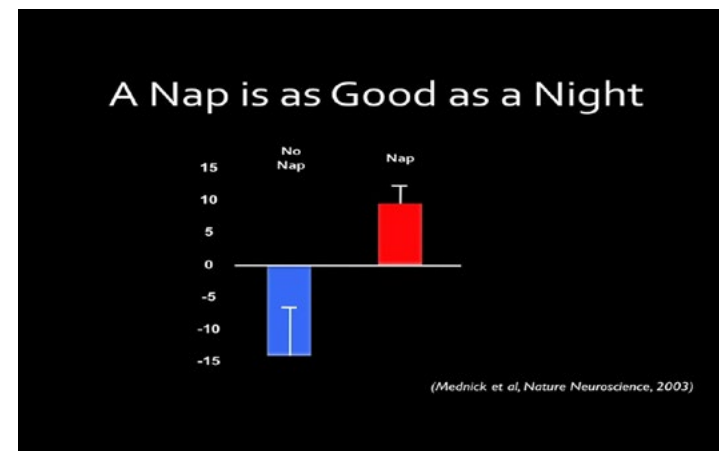 A Nap is as Good as a Night
No
Nap
Nap
15
10
5
0
-5
-10
-15
(Mednick et al, Nature Neuroscience, 2003)